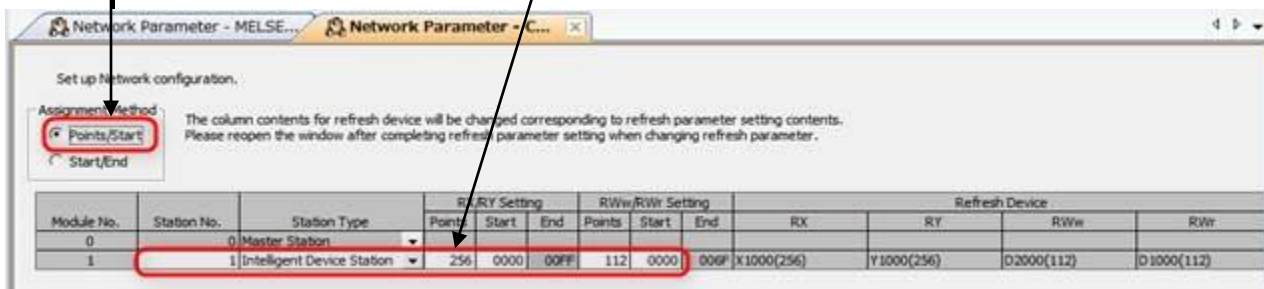 Network Parameter - MELSE... Network Parameter - C...
Set up Network configuration.
Assignment Method
Points/Start
Start/End
The column contents for refresh device will be changed corresponding to refresh parameter setting contents.
Please reopen the window after completing refresh parameter setting when changing refresh parameter.
Module No. Station No. Station Type RX/RY Setting RWw/RWr Setting Refresh Device
Points Start End Points Start End RX RY RWw RWr
0 0 Master Station
1 1 Intelligent Device Station 256 0000 00FF 112 0000 006F X1000(256) Y1000(256) D2000(112) D1000(112)